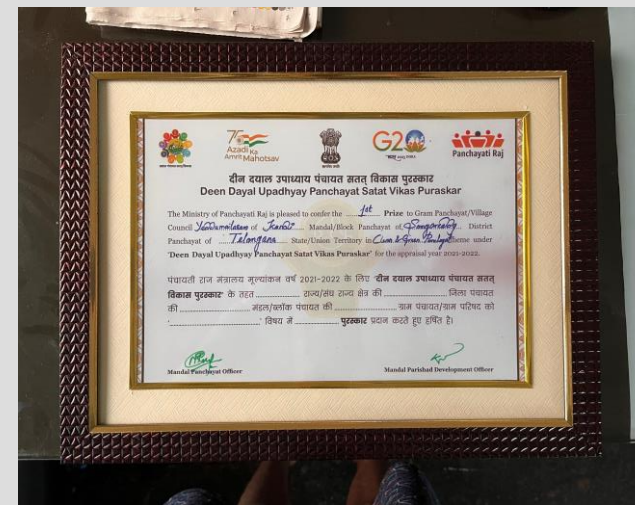 75
Azadi Ka
Amrit Mahotsav
G20
Panchayati Raj
दीन दयाल उपाध्याय पंचायत सतत् विकास पुरस्कार
Deen Dayal Upadhyay Panchayat Satat Vikas Puraskar
The Ministry of Panchayati Raj is pleased to confer the 1st Prize to Gram Panchayat/Village
Council of Mandal/Block Panchayat of District
Panchayat of Telangana State/Union Territory in Clean & Green Panchayat theme under
'Deen Dayal Upadhyay Panchayat Satat Vikas Puraskar' for the appraisal year 2021-2022.
पंचायती राज मंत्रालय मूल्यांकन वर्ष 2021-2022 के लिए 'दीन दयाल उपाध्याय पंचायत सतत्
विकास पुरस्कार' के तहत राज्य/संघ राज्य क्षेत्र की जिला पंचायत
की मंडल/ब्लॉक पंचायत की ग्राम पंचायत/ग्राम परिषद को
' ' विषय में पुरस्कार प्रदान करते हुए हर्षित है।
Mandal Panchayat Officer
Mandal Parishad Development Officer